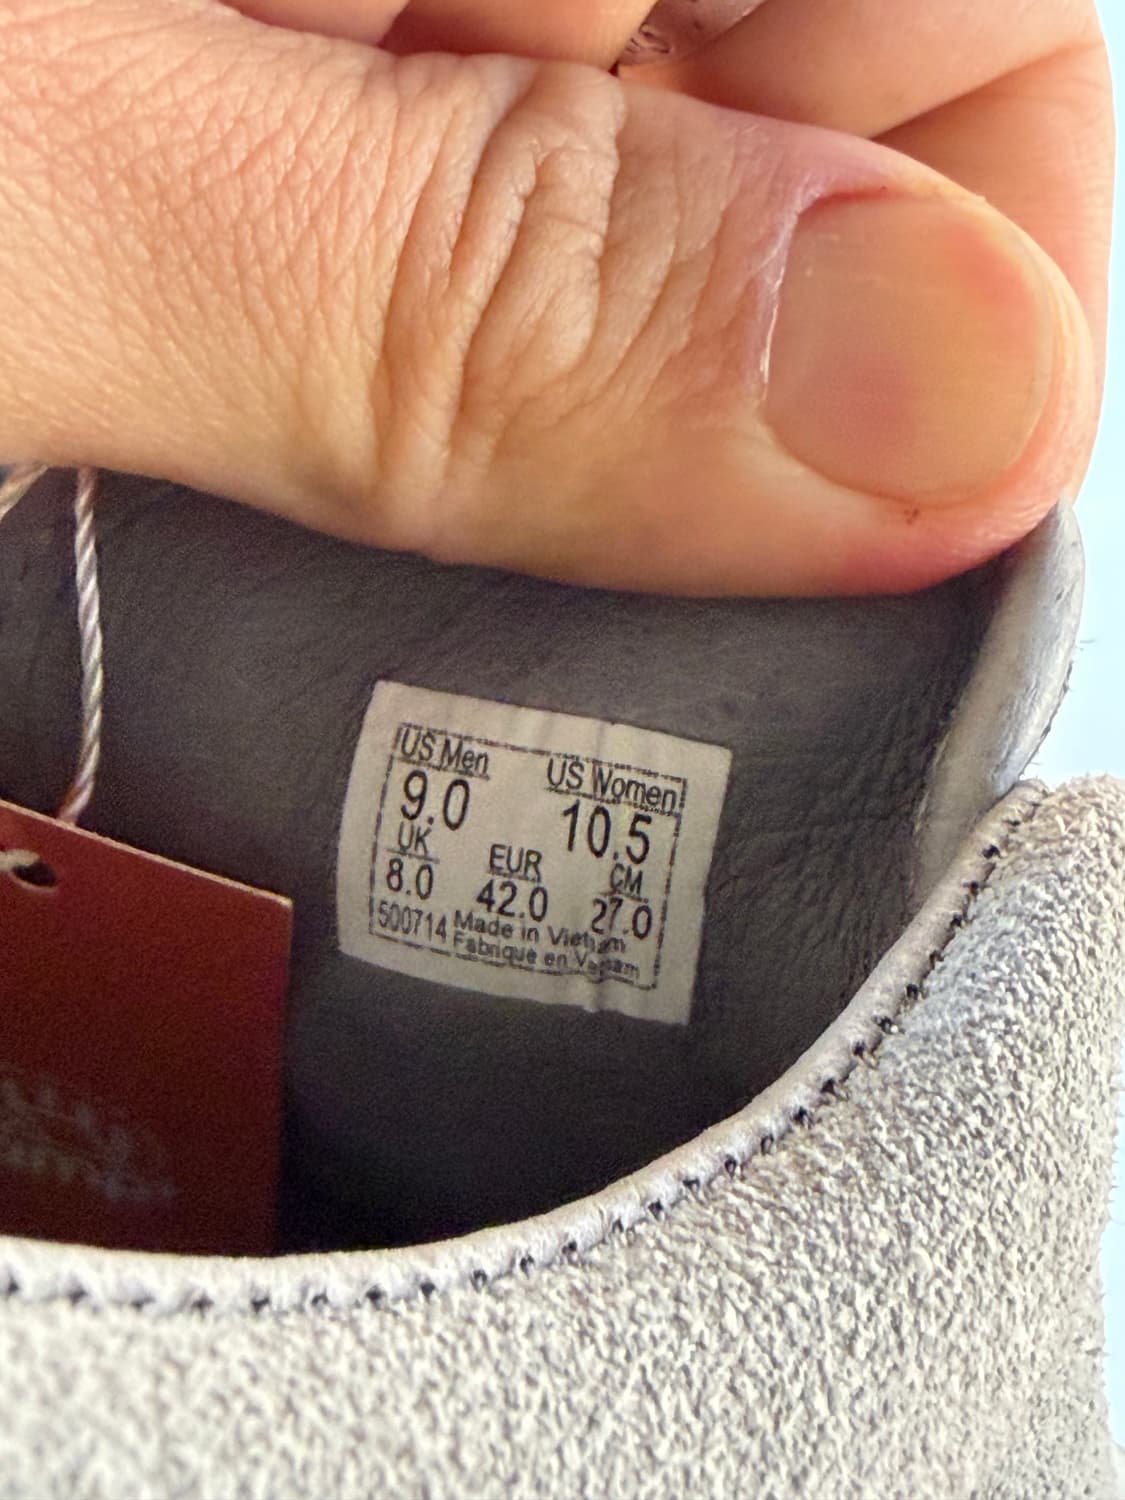 US Men US Women
9.0 10.5
UK EUR CM
8.0 42.0 27.0
500714 Made in Vietnam
Fabrique en Vietnam